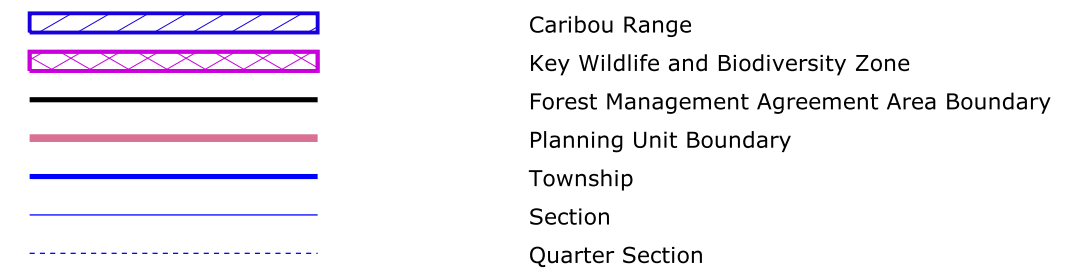 Caribou Range
Key Wildlife and Biodiversity Zone
Forest Management Agreement Area Boundary
Planning Unit Boundary
Township
Section
Quarter Section